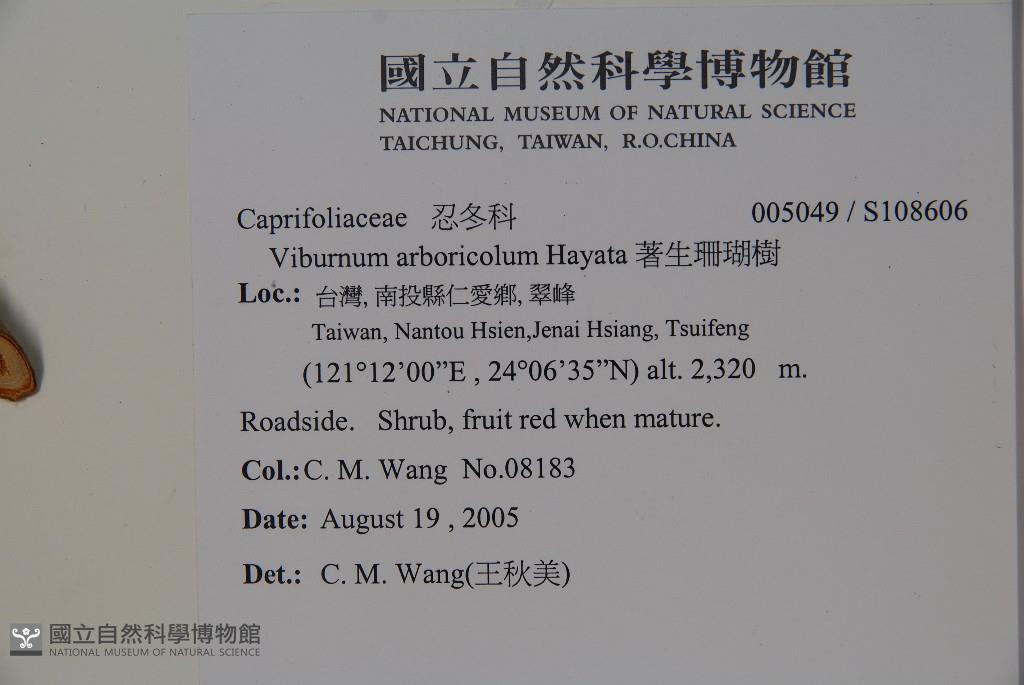 國立自然科學博物館
NATIONAL MUSEUM OF NATURAL SCIENCE
TAICHUNG, TAIWAN, R.O.CHINA
Caprifoliaceae 忍冬科 005049 / S108606
Viburnum arboricolum Hayata 著生珊瑚樹
Loc.: 台灣, 南投縣仁愛鄉, 翠峰
Taiwan, Nantou Hsien,Jenai Hsiang, Tsuifeng
(121°12’00”E , 24°06’35”N) alt. 2,320 m.
Roadside. Shrub, fruit red when mature.
Col.: C. M. Wang No.08183
Date: August 19 , 2005
Det.: C. M. Wang(王秋美)
國立自然科學博物館
NATIONAL MUSEUM OF NATURAL SCIENCE